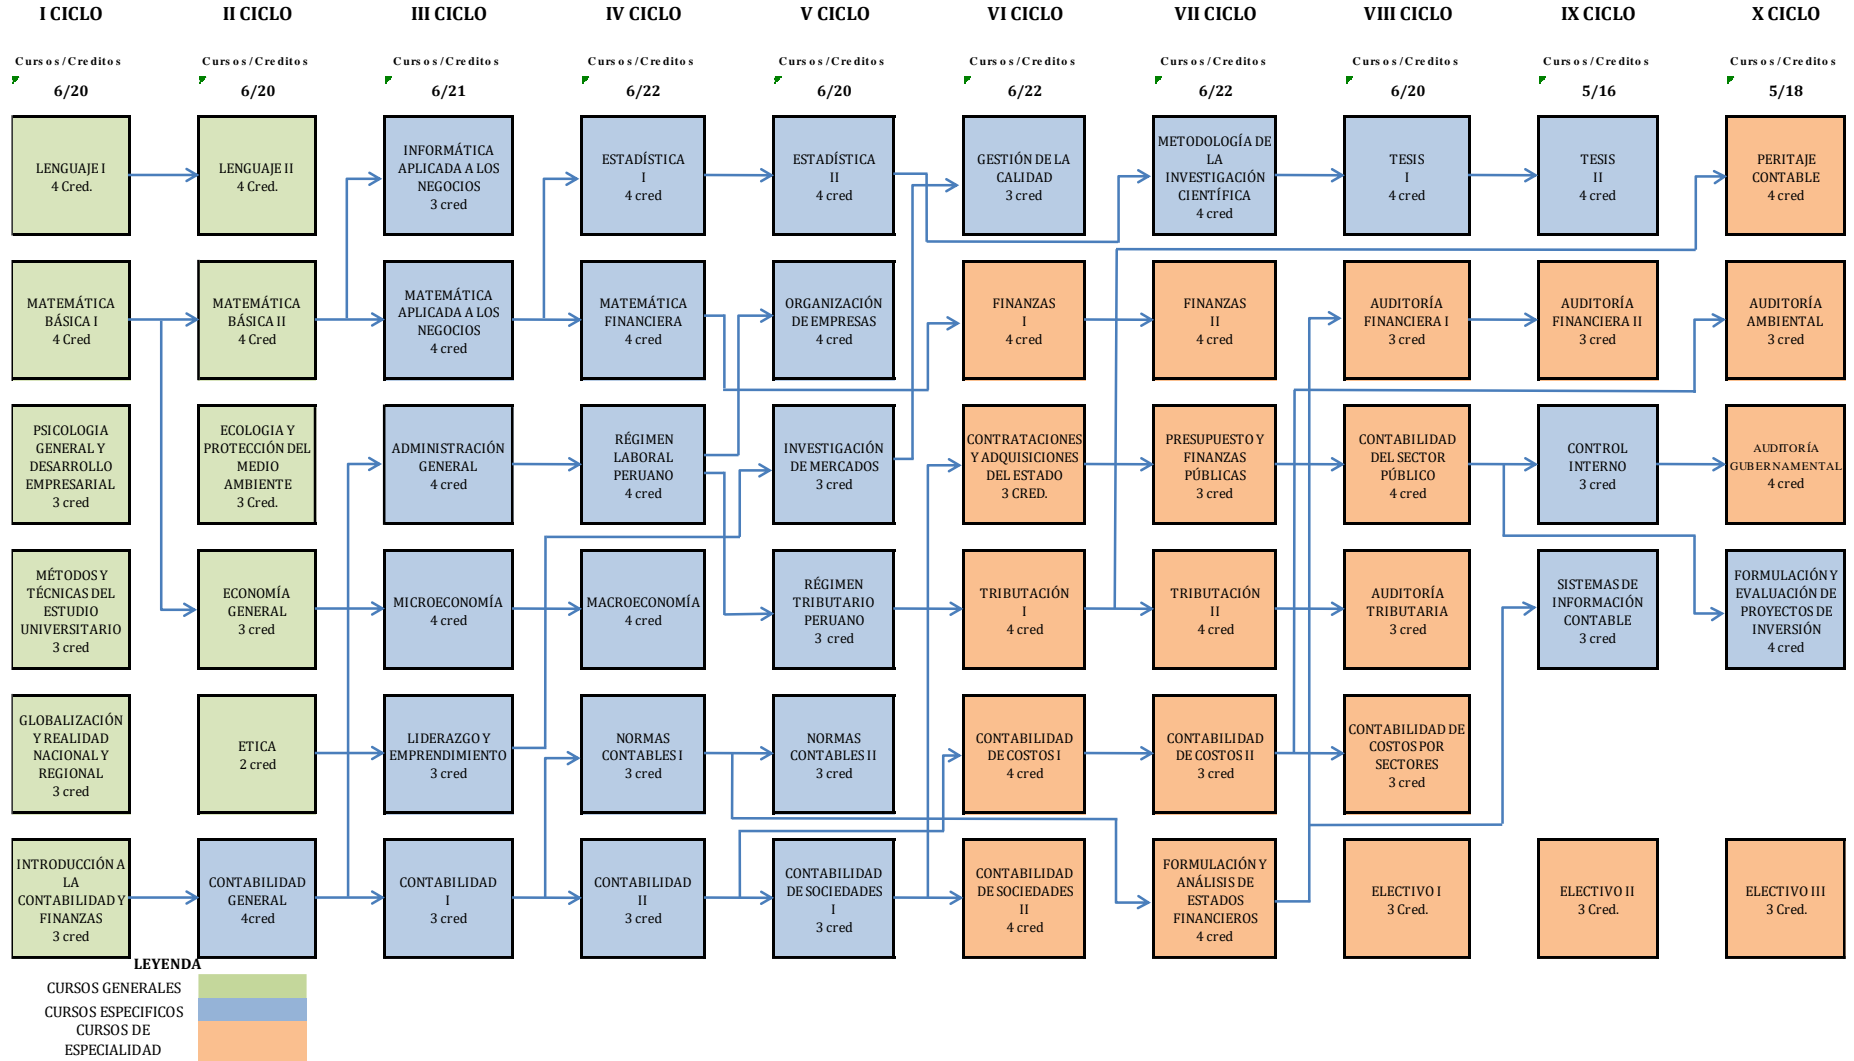 I CICLO
II CICLO
III CICLO
IV CICLO
V CICLO
VI CICLO
VII CICLO
VIII CICLO
IX CICLO
X CICLO
Cursos/Creditos
Cursos/Creditos
Cursos/Creditos
Cursos/Creditos
Cursos/Creditos
Cursos/Creditos
Cursos/Creditos
Cursos/Creditos
Cursos/Creditos
Cursos/Creditos
6/20
6/20
6/21
6/22
6/20
6/22
6/22
6/20
5/16
5/18
LENGUAJE I
4 Cred.
LENGUAJE II
4 Cred.
INFORMÁTICA
APLICADA A LOS
NEGOCIOS
3 cred
ESTADÍSTICA
I
4 cred
ESTADÍSTICA
II
4 cred
GESTIÓN DE LA
CALIDAD
3 cred
METODOLOGÍA DE
LA
INVESTIGACIÓN
CIENTÍFICA
4 cred
TESIS
I
4 cred
TESIS
II
4 cred
PERITAJE
CONTABLE
4 cred
MATEMÁTICA
BÁSICA I
4 Cred
MATEMÁTICA
BÁSICA II
4 Cred
MATEMÁTICA
APLICADA A LOS
NEGOCIOS
4 cred
MATEMÁTICA
FINANCIERA
4 cred
ORGANIZACIÓN
DE EMPRESAS
4 cred
FINANZAS
I
4 cred
FINANZAS
II
4 cred
AUDITORÍA
FINANCIERA I
3 cred
AUDITORÍA
FINANCIERA II
3 cred
AUDITORÍA
AMBIENTAL
3 cred
PSICOLOGIA
GENERAL Y
DESARROLLO
EMPRESARIAL
3 cred
ECOLOGIA Y
PROTECCIÓN DEL
MEDIO
AMBIENTE
3 Cred.
ADMINISTRACIÓN
GENERAL
4 cred
RÉGIMEN
LABORAL
PERUANO
4 cred
INVESTIGACIÓN
DE MERCADOS
3 cred
CONTRATACIONES
Y ADQUISICIONES
DEL ESTADO
3 CRED.
PRESUPUESTO Y
FINANZAS
PÚBLICAS
3 cred
CONTABILIDAD
DEL SECTOR
PÚBLICO
4 cred
CONTROL
INTERNO
3 cred
AUDITORÍA
GUBERNAMENTAL
4 cred
MÉTODOS Y
TÉCNICAS DEL
ESTUDIO
UNIVERSITARIO
3 cred
ECONOMÍA
GENERAL
3 cred
MICROECONOMÍA
4 cred
MACROECONOMÍA
4 cred
RÉGIMEN
TRIBUTARIO
PERUANO
3 cred
TRIBUTACIÓN
I
4 cred
TRIBUTACIÓN
II
4 cred
AUDITORÍA
TRIBUTARIA
3 cred
SISTEMAS DE
INFORMACIÓN
CONTABLE
3 cred
FORMULACIÓN Y
EVALUACIÓN DE
PROYECTOS DE
INVERSIÓN
4 cred
GLOBALIZACIÓN
Y REALIDAD
NACIONAL Y
REGIONAL
3 cred
ETICA
2 cred
LIDERAZGO Y
EMPRENDIMIENTO
3 cred
NORMAS
CONTABLES I
3 cred
NORMAS
CONTABLES II
3 cred
CONTABILIDAD
DE COSTOS I
4 cred
CONTABILIDAD
DE COSTOS II
3 cred
CONTABILIDAD DE
COSTOS POR
SECTORES
3 cred
INTRODUCCIÓN A
LA
CONTABILIDAD Y
FINANZAS
3 cred
CONTABILIDAD
GENERAL
4cred
CONTABILIDAD
I
3 cred
CONTABILIDAD
II
3 cred
CONTABILIDAD
DE SOCIEDADES
I
3 cred
CONTABILIDAD
DE SOCIEDADES
II
4 cred
FORMULACIÓN Y
ANÁLISIS DE
ESTADOS
FINANCIEROS
4 cred
ELECTIVO I
3 Cred.
ELECTIVO II
3 Cred.
ELECTIVO III
3 Cred.
LEYENDA
CURSOS GENERALES
CURSOS ESPECIFICOS
CURSOS DE
ESPECIALIDAD